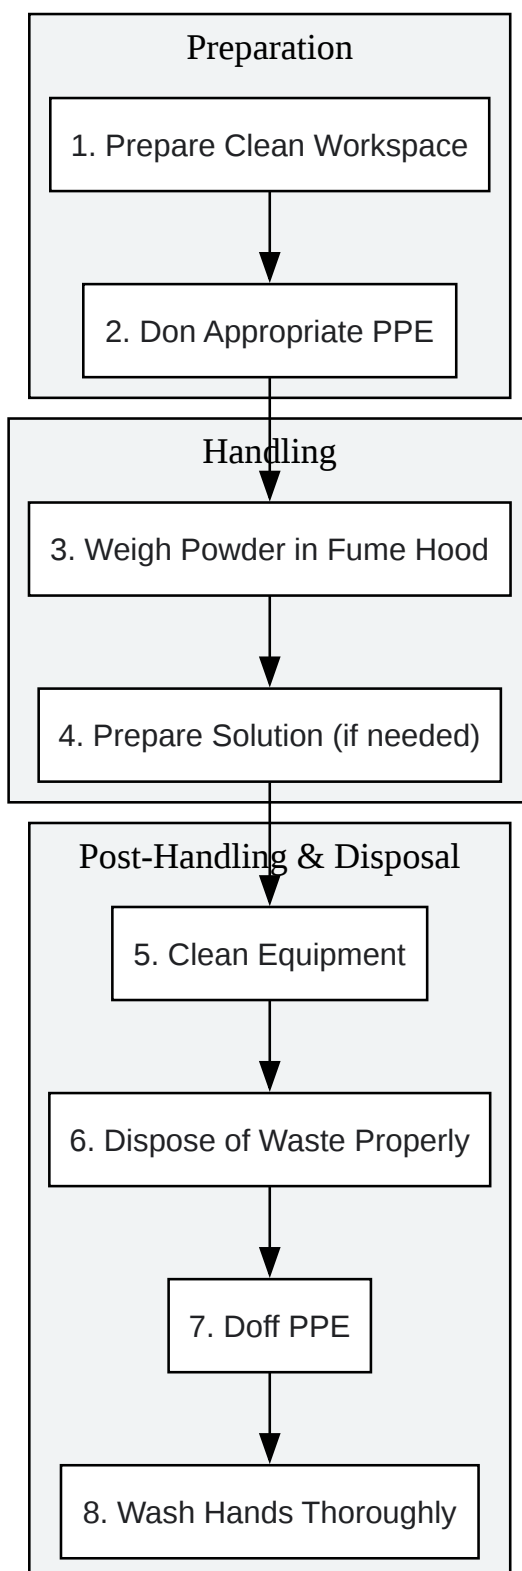 Preparation
1. Prepare Clean Workspace
2. Don Appropriate PPE
Handling
3. Weigh Powder in Fume Hood
4. Prepare Solution (if needed)
Post-Handling & Disposal
5. Clean Equipment
6. Dispose of Waste Properly
7. Doff PPE
8. Wash Hands Thoroughly